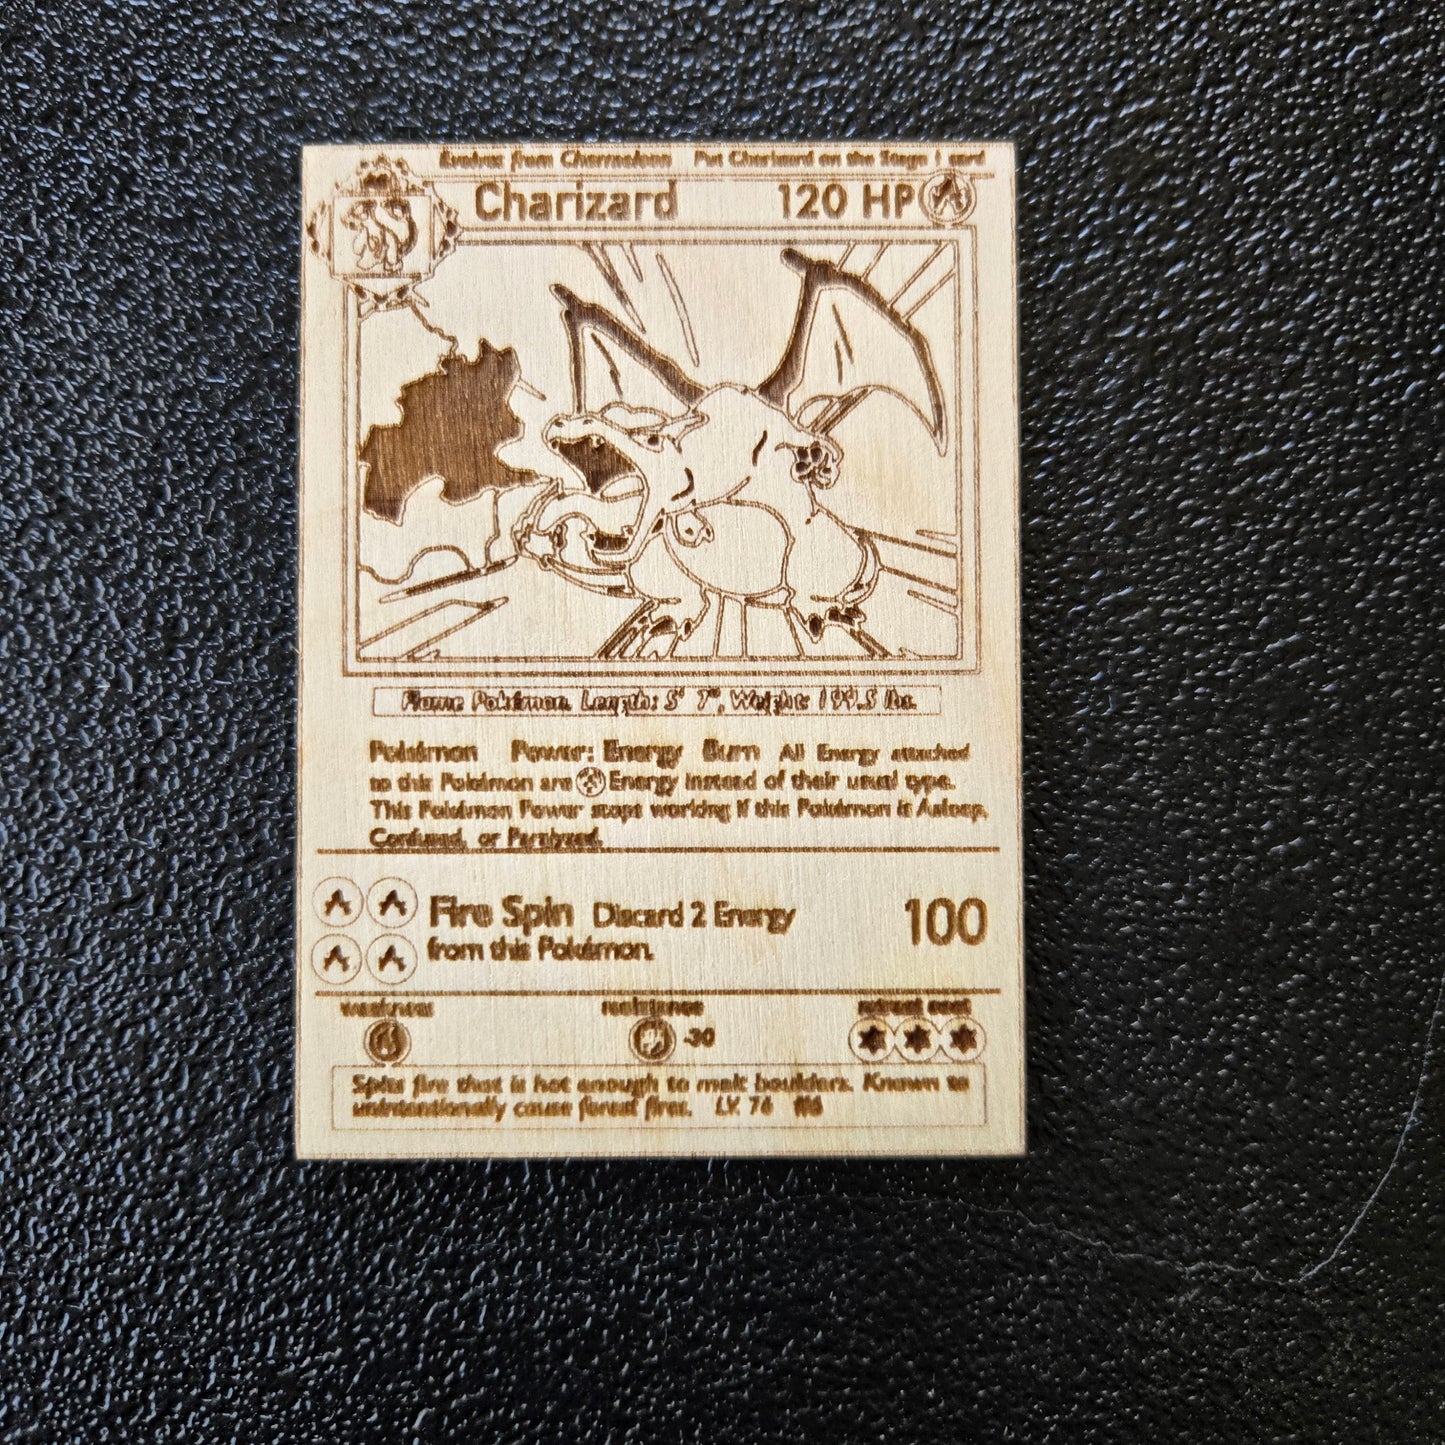 Evolves from Charmeleon Put Charizard on the Stage 1 card
Charizard 120 HP
Flame Pokémon. Length: 5' 7", Weight: 199.5 lbs.
Pokémon Power: Energy Burn All Energy attached
to this Pokémon are Energy instead of their usual type.
This Pokémon Power stops working if this Pokémon is Asleep,
Confused, or Paralyzed.
Fire Spin Discard 2 Energy 100
from this Pokémon.
weakness resistance retreat cost
-30
Spits fire that is hot enough to melt boulders. Known to
unintentionally cause forest fires. LV. 76 #6